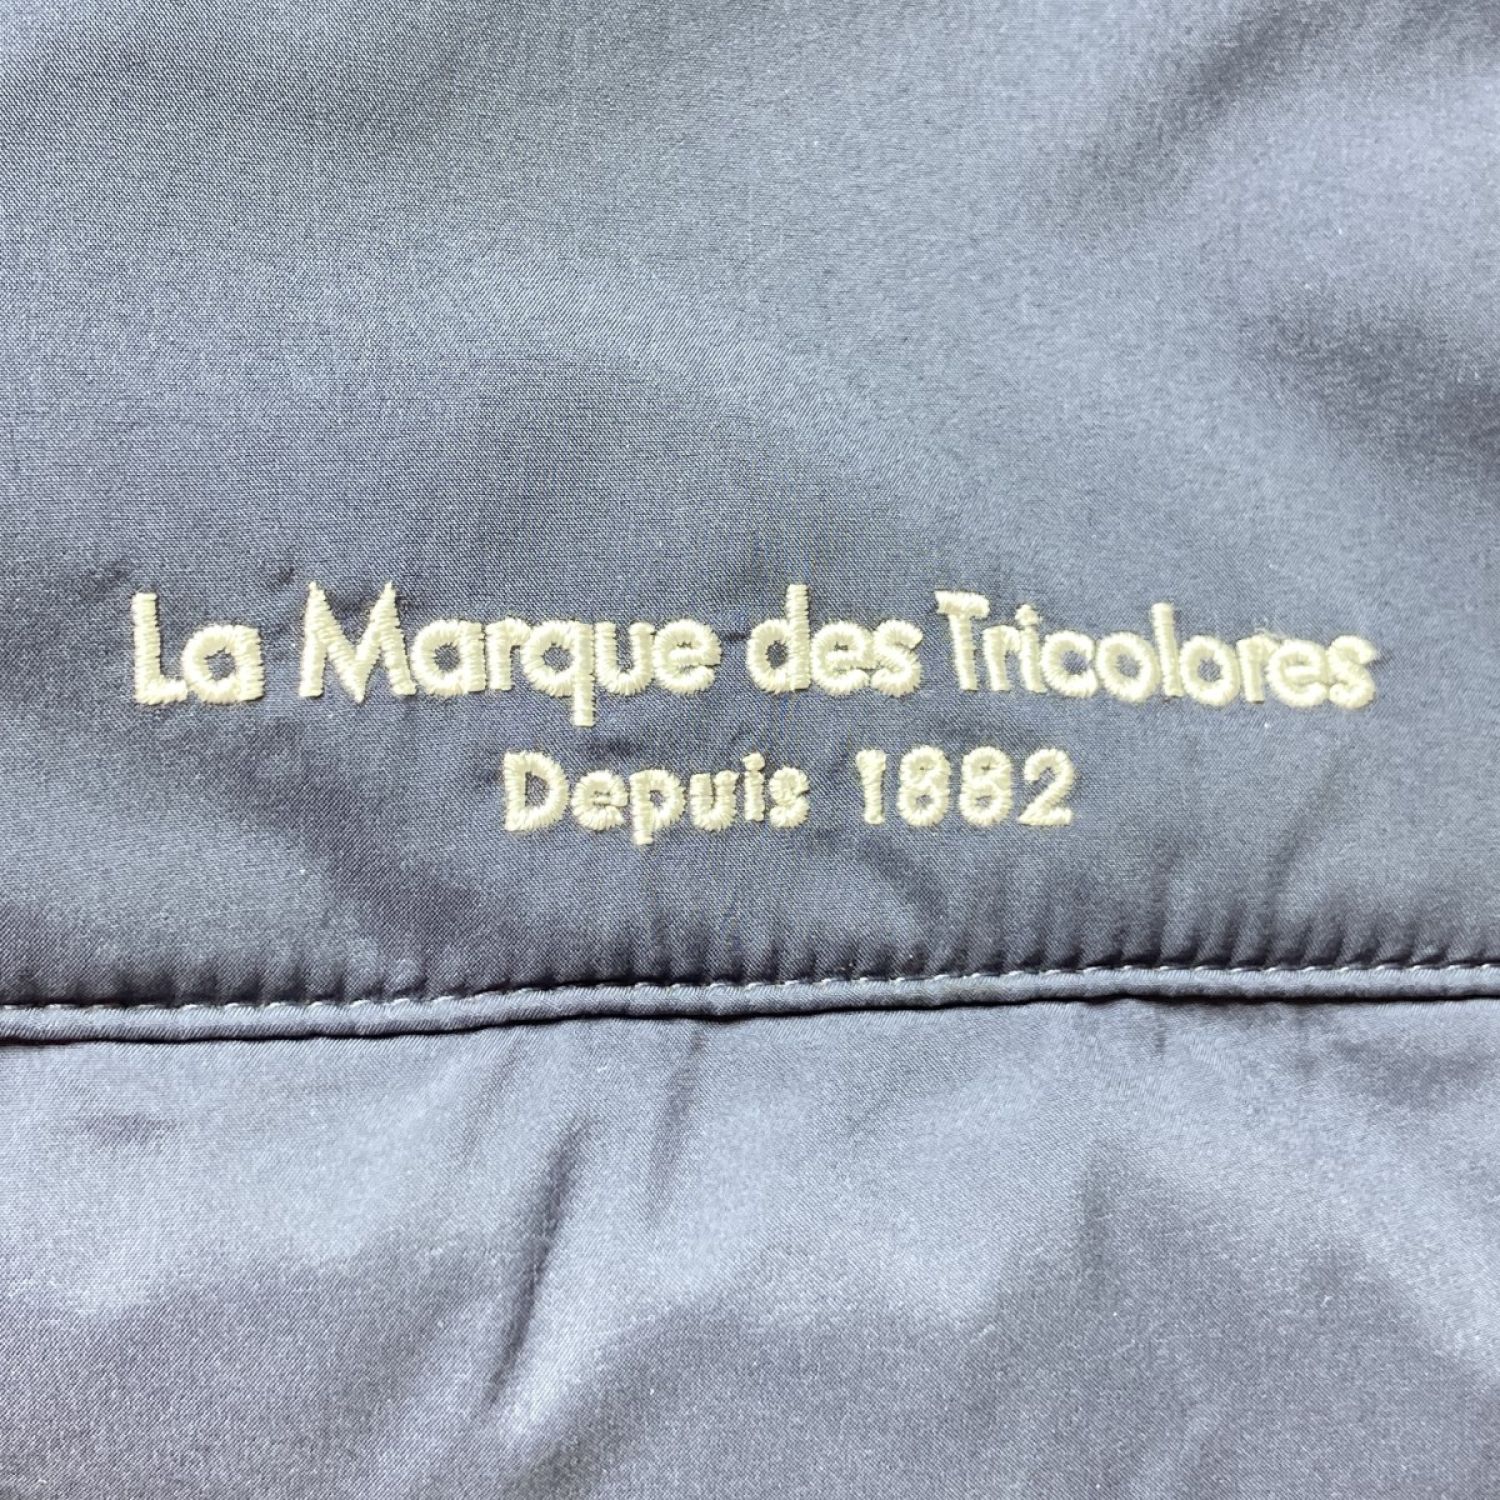 La Marque des Tricolores
Depuis 1882